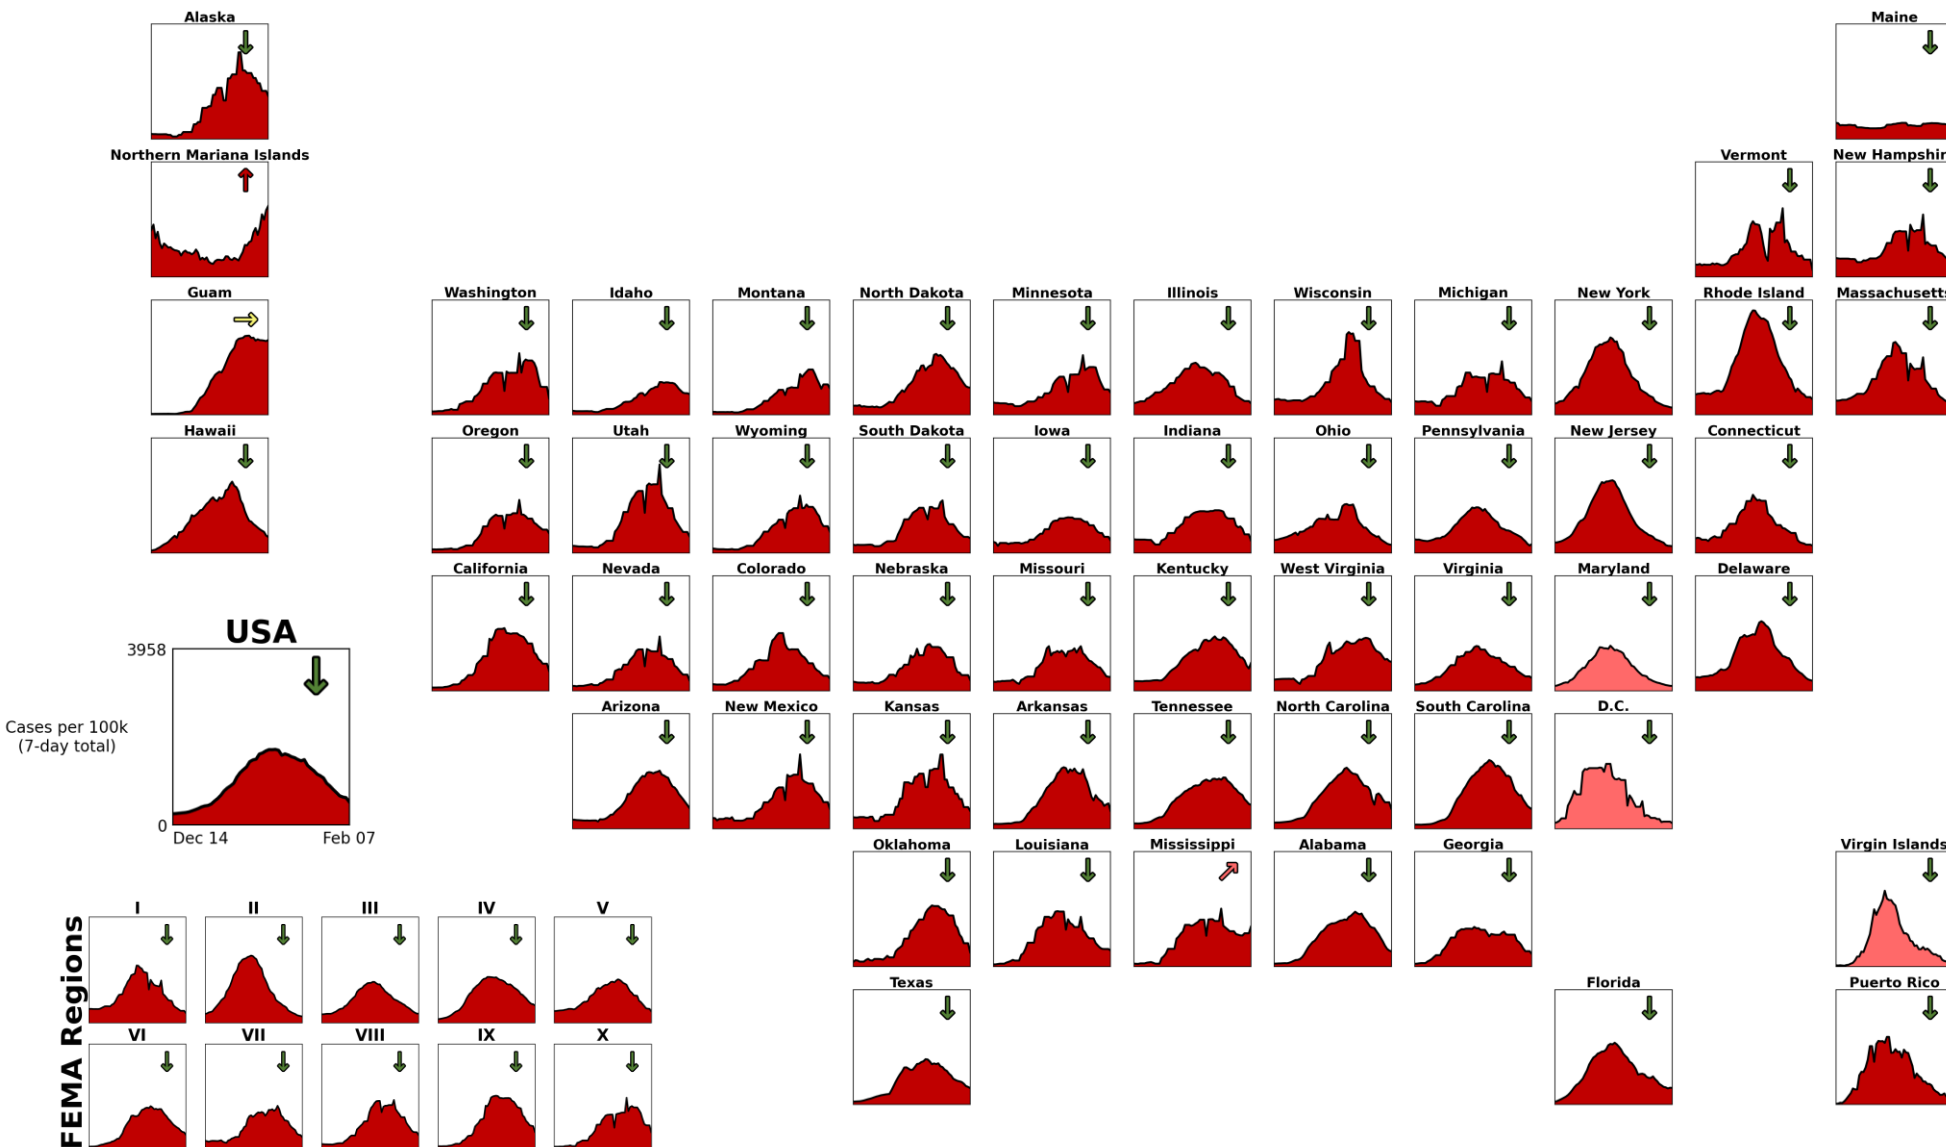 Alaska
Maine
Northern Mariana Islands
Vermont
New Hampshir
Guam
Washington
Idaho
Montana
North Dakota
Minnesota
Illinois
Wisconsin
Michigan
New York
Rhode Island
Massachusetts
Hawaii
Oregon
Utah
Wyoming
South Dakota
Iowa
Indiana
Ohio
Pennsylvania
New Jersey
Connecticut
California
Nevada
Colorado
Nebraska
Missouri
Kentucky
West Virginia
Virginia
Maryland
Delaware
USA
3958
Cases per 100k
(7-day total)
0
Dec 14
Feb 07
Arizona
New Mexico
Kansas
Arkansas
Tennessee
North Carolina
South Carolina
D.C.
Oklahoma
Louisiana
Mississippi
Alabama
Georgia
Virgin Islands
FEMA Regions
I
II
III
IV
V
VI
VII
VIII
IX
X
Texas
Florida
Puerto Rico